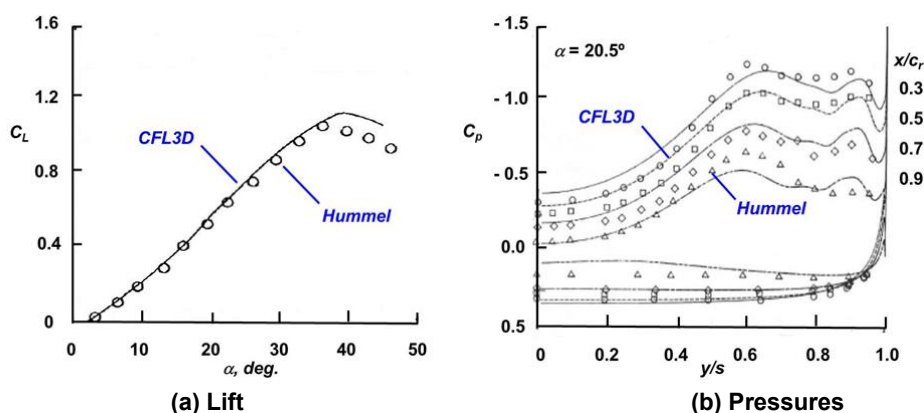 1.6
1.2
C_L
0.8
0.4
0
0 10 20 30 40 50
α, deg.
CFL3D
Hummel
(a) Lift
- 1.5
- 1.0
C_p
- 0.5
0.0
0.5
α = 20.5º
x/c_r
0.3
0.5
0.7
0.9
CFL3D
Hummel
0 0.2 0.4 0.6 0.8 1.0
y/s
(b) Pressures